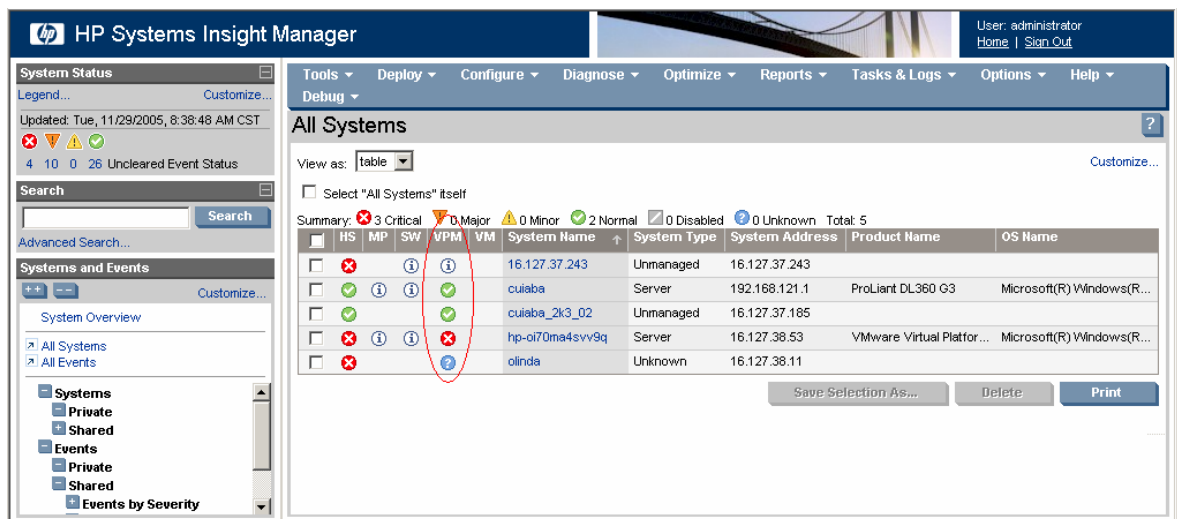 hp HP Systems Insight Manager
User: administrator
Home | Sign Out
System Status
Legend... Customize...
Updated: Tue, 11/29/2005, 8:38:48 AM CST
4 10 0 26 Uncleared Event Status
Search
Search
Advanced Search...
Systems and Events
++ -- Customize...
System Overview
All Systems
All Events
- Systems
- Private
+ Shared
- Events
- Private
- Shared
+ Events by Severity
Tools Deploy Configure Diagnose Optimize Reports Tasks & Logs Options Help
Debug
All Systems ?
View as: table Customize...
Select "All Systems" itself
Summary: 3 Critical 0 Major 0 Minor 2 Normal 0 Disabled ? 0 Unknown Total: 5
HS MP SW VPM VM System Name System Type System Address Product Name OS Name
i i 16.127.37.243 Unmanaged 16.127.37.243
i i cuiaba Server 192.168.121.1 ProLiant DL360 G3 Microsoft(R) Windows(R...
cuiaba_2k3_02 Unmanaged 16.127.37.185
i i hp-oi70ma4svv9q Server 16.127.38.53 VMware Virtual Platfor... Microsoft(R) Windows(R...
? olinda Unknown 16.127.38.11
Save Selection As... Delete Print